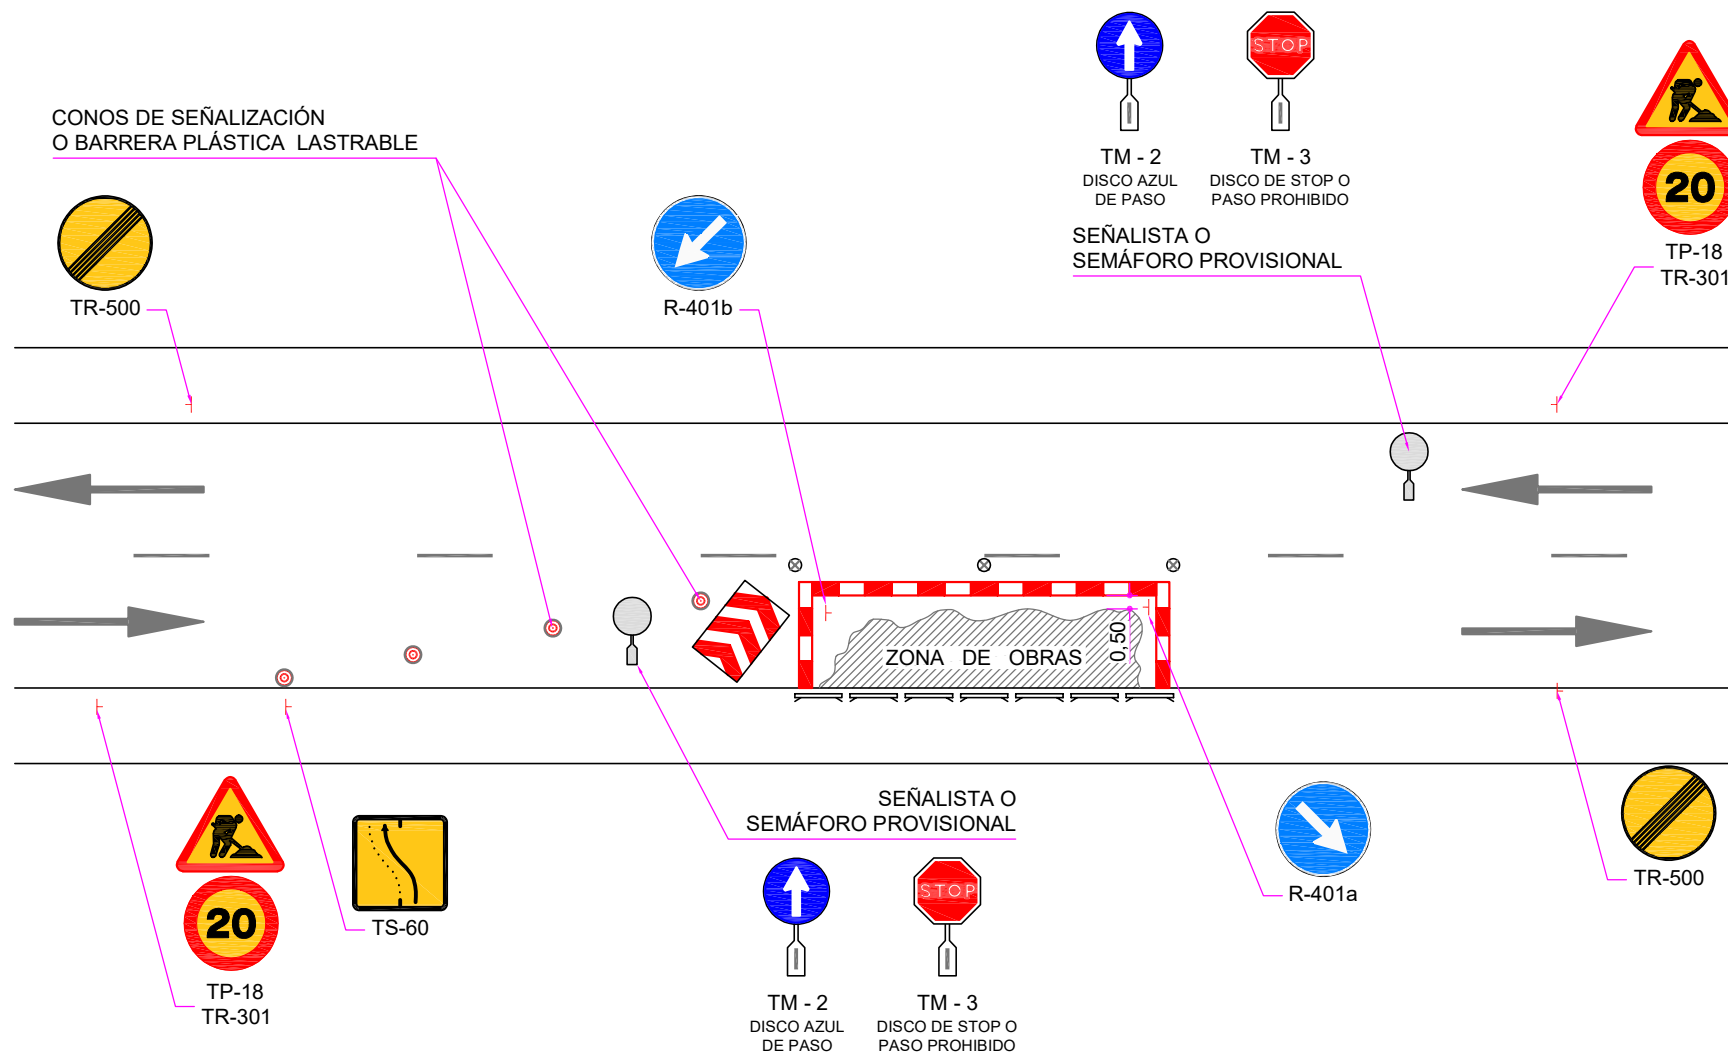 STOP
TM - 2
DISCO AZUL
DE PASO
TM - 3
DISCO DE STOP O
PASO PROHIBIDO
CONOS DE SEÑALIZACIÓN
O BARRERA PLÁSTICA LASTRABLE
20
TP-18
TR-301
SEÑALISTA O
SEMÁFORO PROVISIONAL
TR-500
R-401b
0,50
ZONA DE OBRAS
SEÑALISTA O
SEMÁFORO PROVISIONAL
20
TP-18
TR-301
TS-60
STOP
TM - 2
DISCO AZUL
DE PASO
TM - 3
DISCO DE STOP O
PASO PROHIBIDO
R-401a
TR-500